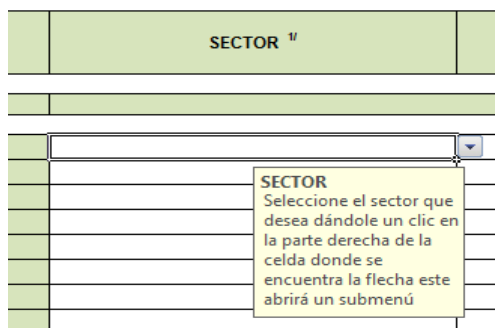 SECTOR 1/
SECTOR
Seleccione el sector que
desea dándole un clic en
la parte derecha de la
celda donde se
encuentra la flecha este
abrirá un submenú